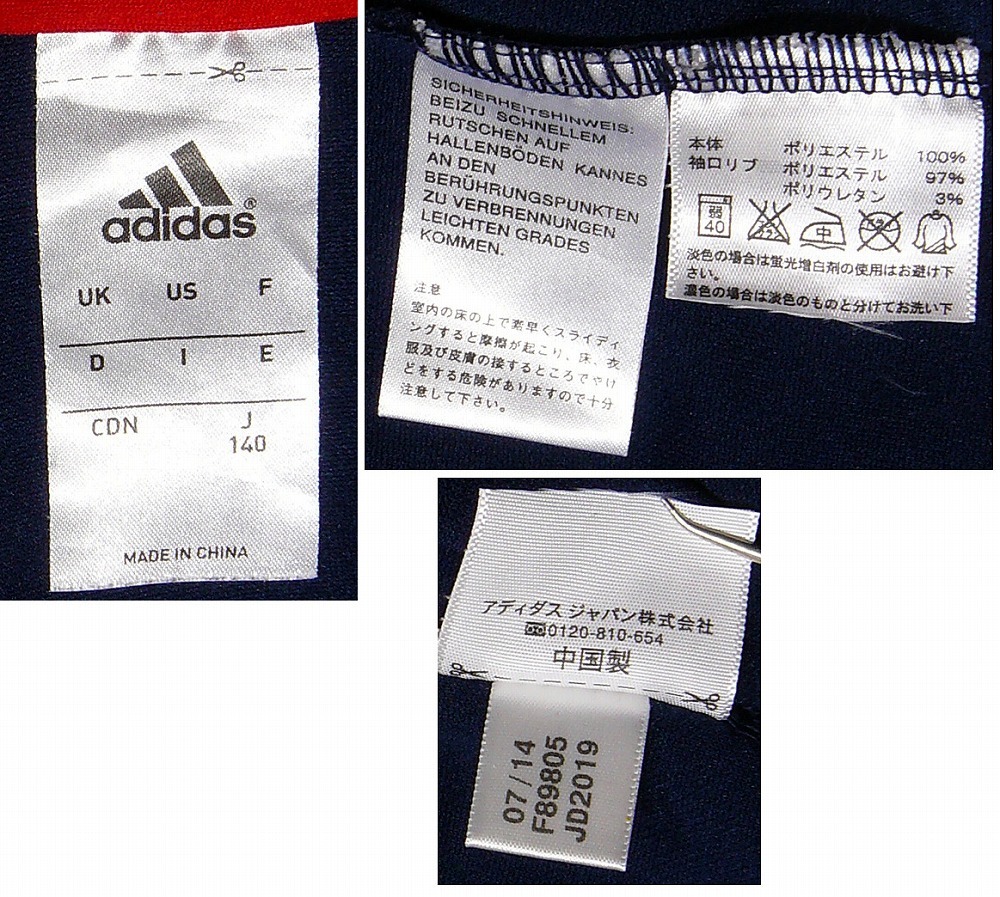 adidas®
UK US F
D I E
CDN J
140
MADE IN CHINA
SICHERHEITSHINWEIS:
BEIZU SCHNELLEM
RUTSCHEN AUF
HALLENBÖDEN KANNES
AN DEN
BERÜHRUNGSPUNKTEN
ZU VERBRENNUNGEN
LEICHTEN GRADES
KOMMEN.
注意
室内の床の上で素早くスライディ
ングすると摩擦が起こり、床、衣
服及び皮膚の接するところでやけ
どをする危険がありますので十分
注意して下さい。
本体 ポリエステル 100%
袖口リブ ポリエステル 97%
ポリウレタン 3%
弱
40
中
淡色の場合は蛍光増白剤の使用はお避け下
さい。
濃色の場合は淡色のものと分けてお洗い下
アディダス ジャパン株式会社
0120-810-654
中国製
07/14
F89805
JD2019